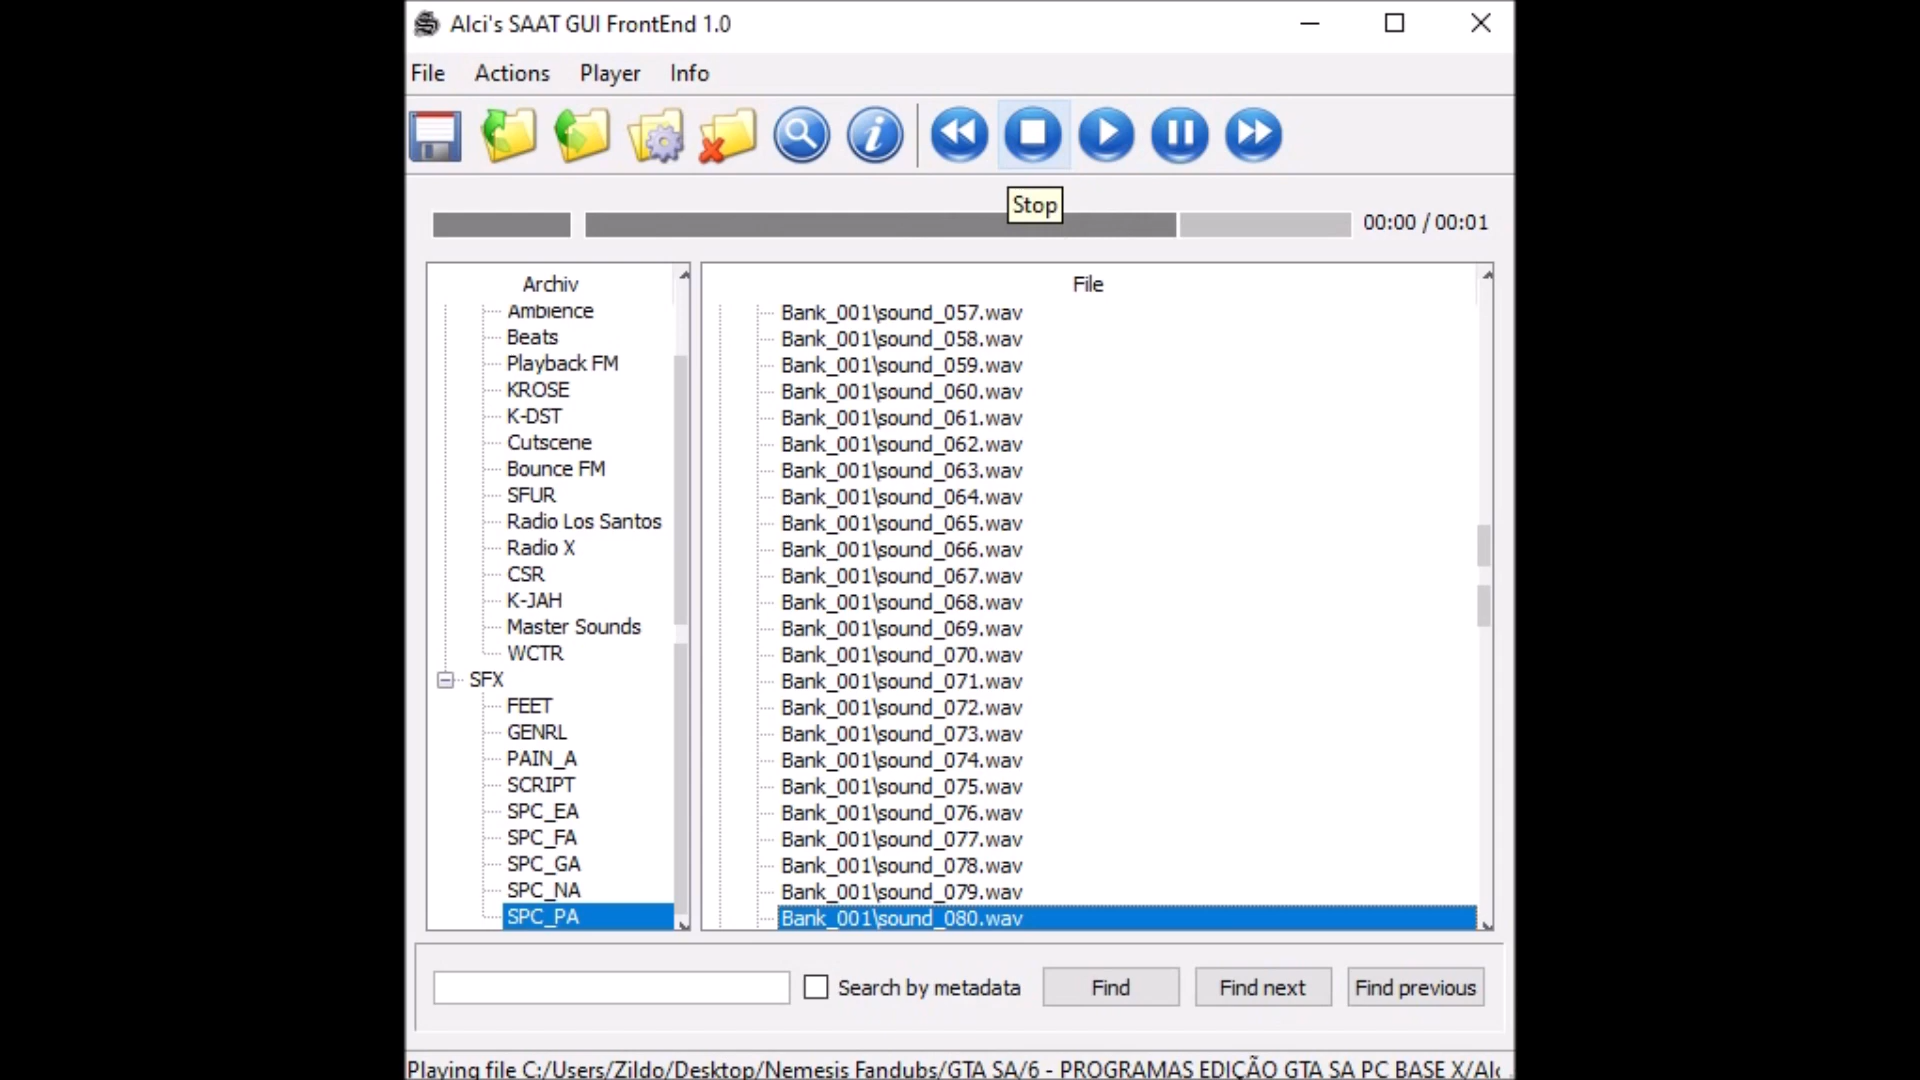 Alci's SAAT GUI FrontEnd 1.0
File Actions Player Info
Stop
00:00 / 00:01
Archiv
Ambience
Beats
Playback FM
KROSE
K-DST
Cutscene
Bounce FM
SFUR
Radio Los Santos
Radio X
CSR
K-JAH
Master Sounds
WCTR
SFX
FEET
GENRL
PAIN_A
SCRIPT
SPC_EA
SPC_FA
SPC_GA
SPC_NA
SPC_PA
File
Bank_001\sound_057.wav
Bank_001\sound_058.wav
Bank_001\sound_059.wav
Bank_001\sound_060.wav
Bank_001\sound_061.wav
Bank_001\sound_062.wav
Bank_001\sound_063.wav
Bank_001\sound_064.wav
Bank_001\sound_065.wav
Bank_001\sound_066.wav
Bank_001\sound_067.wav
Bank_001\sound_068.wav
Bank_001\sound_069.wav
Bank_001\sound_070.wav
Bank_001\sound_071.wav
Bank_001\sound_072.wav
Bank_001\sound_073.wav
Bank_001\sound_074.wav
Bank_001\sound_075.wav
Bank_001\sound_076.wav
Bank_001\sound_077.wav
Bank_001\sound_078.wav
Bank_001\sound_079.wav
Bank_001\sound_080.wav
Search by metadata Find Find next Find previous
Playing file C:/Users/Zildo/Desktop/Nemesis Fandubs/GTA SA/6 - PROGRAMAS EDIÇÃO GTA SA PC BASE X/Alc